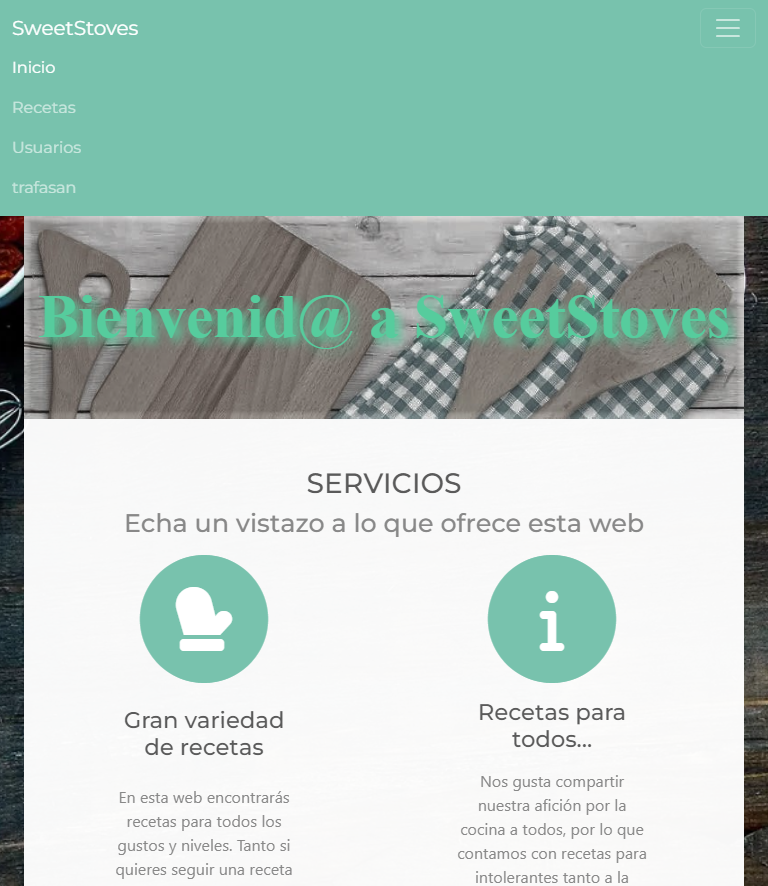 SweetStoves
Inicio
Recetas
Usuarios
trafasan
Bienvenid@ a SweetStoves
SERVICIOS
Echa un vistazo a lo que ofrece esta web
Gran variedad
de recetas
En esta web encontrarás
recetas para todos los
gustos y niveles. Tanto si
quieres seguir una receta
Recetas para
todos...
Nos gusta compartir
nuestra afición por la
cocina a todos, por lo que
contamos con recetas para
intolerantes tanto a la